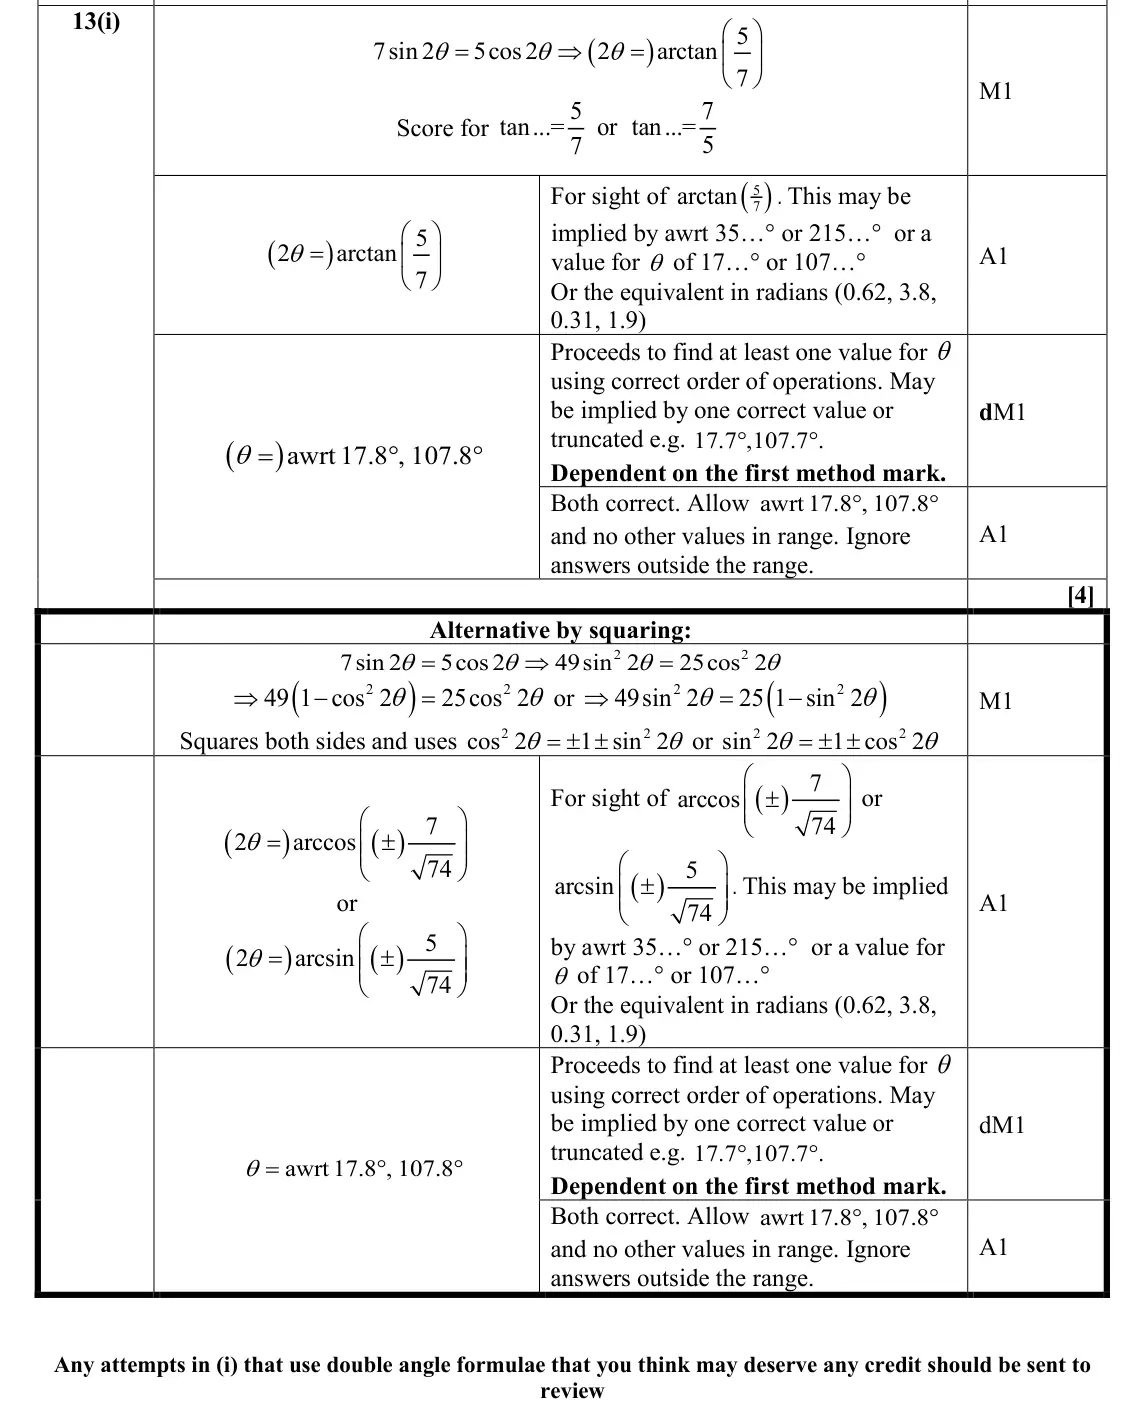 13(i)
7 sin 2θ = 5 cos 2θ ⇒ (2θ =) arctan(5/7)
M1
Score for tan...= 5/7 or tan...= 7/5
(2θ =) arctan(5/7)
For sight of arctan(5/7). This may be
implied by awrt 35…° or 215…° or a
value for θ of 17…° or 107…°
Or the equivalent in radians (0.62, 3.8,
0.31, 1.9)
A1
(θ =) awrt 17.8°, 107.8°
Proceeds to find at least one value for θ
using correct order of operations. May
be implied by one correct value or
truncated e.g. 17.7°,107.7°.
Dependent on the first method mark.
dM1
Both correct. Allow awrt 17.8°, 107.8°
and no other values in range. Ignore
answers outside the range.
A1
[4]
Alternative by squaring:
7 sin 2θ = 5 cos 2θ ⇒ 49 sin² 2θ = 25 cos² 2θ
⇒ 49(1 − cos² 2θ) = 25 cos² 2θ or ⇒ 49 sin² 2θ = 25(1 − sin² 2θ)
M1
Squares both sides and uses cos² 2θ = ±1 ± sin² 2θ or sin² 2θ = ±1 ± cos² 2θ
(2θ =) arccos((±) 7/√74)
or
(2θ =) arcsin((±) 5/√74)
For sight of arccos((±) 7/√74) or
arcsin((±) 5/√74). This may be implied
by awrt 35…° or 215…° or a value for
θ of 17…° or 107…°
Or the equivalent in radians (0.62, 3.8,
0.31, 1.9)
A1
θ = awrt 17.8°, 107.8°
Proceeds to find at least one value for θ
using correct order of operations. May
be implied by one correct value or
truncated e.g. 17.7°,107.7°.
Dependent on the first method mark.
dM1
Both correct. Allow awrt 17.8°, 107.8°
and no other values in range. Ignore
answers outside the range.
A1
Any attempts in (i) that use double angle formulae that you think may deserve any credit should be sent to
review